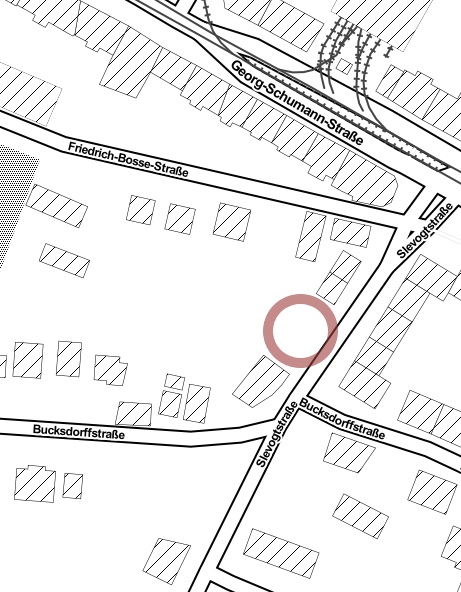 Georg-Schumann-Straße
Friedrich-Bosse-Straße
Slevogtstraße
Bucksdorffstraße
Bucksdorffstraße
Slevogtstraße